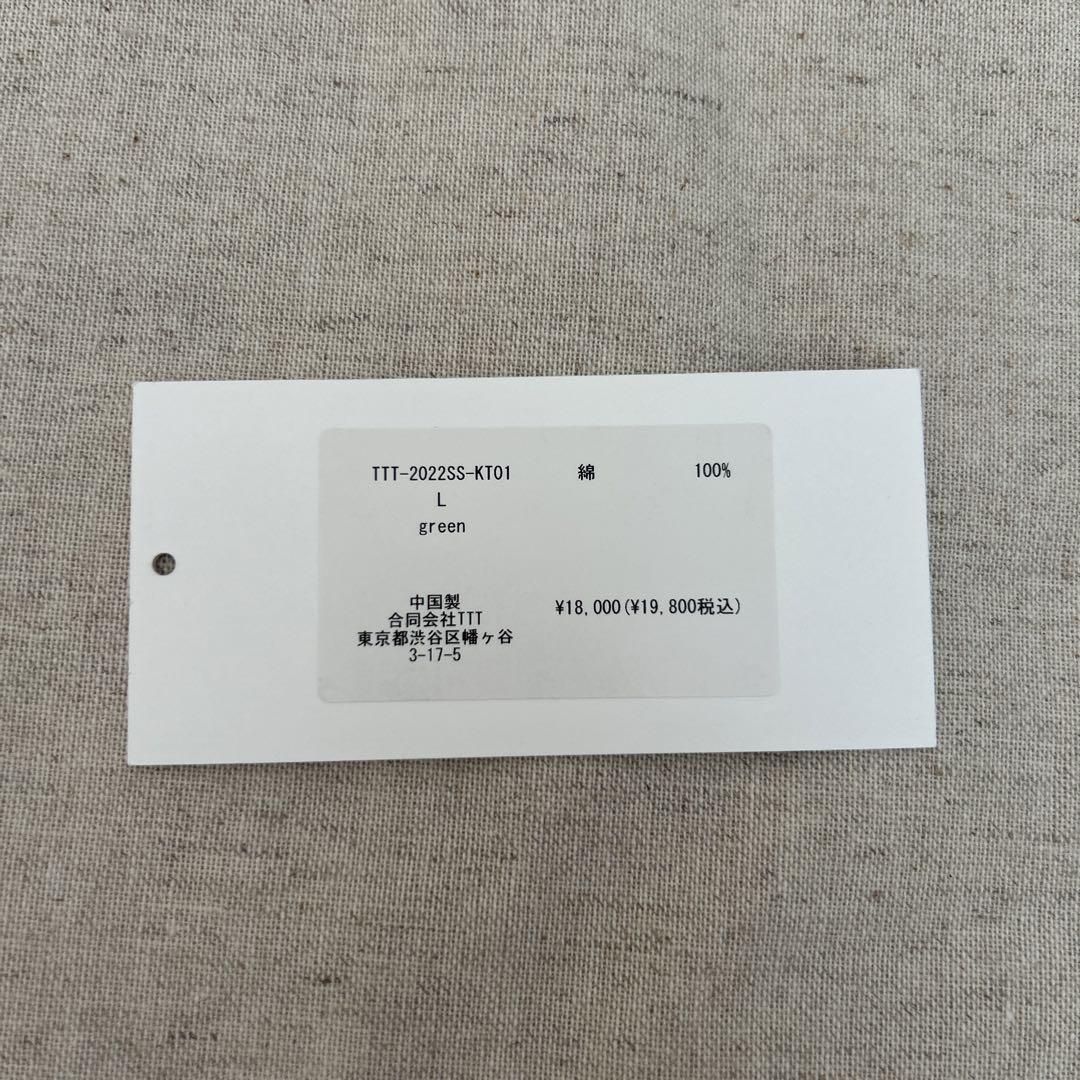 TTT-2022SS-KT01 綿 100%
L
green
中国製
合同会社TTT
東京都渋谷区幡ヶ谷
3-17-5
¥18,000(¥19,800税込)